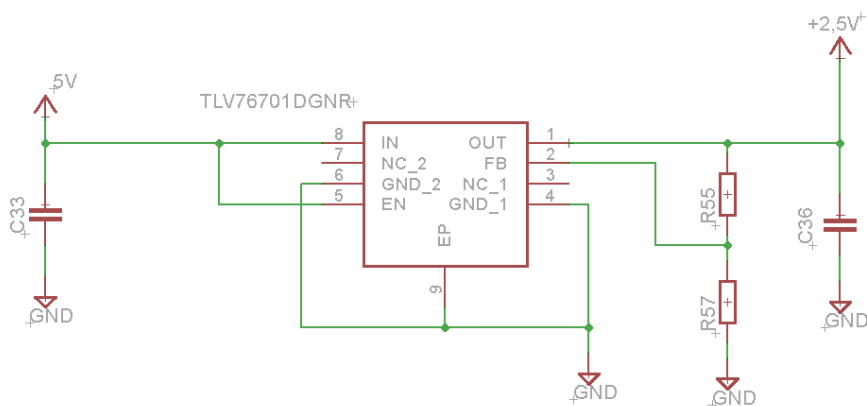 +2,5V
5V
TLV76701DGNR
8 IN OUT 1
7 NC_2 FB 2
6 GND_2 NC_1 3
5 EN GND_1 4
EP
9
C33
R55
C36
R57
GND
GND
GND
GND